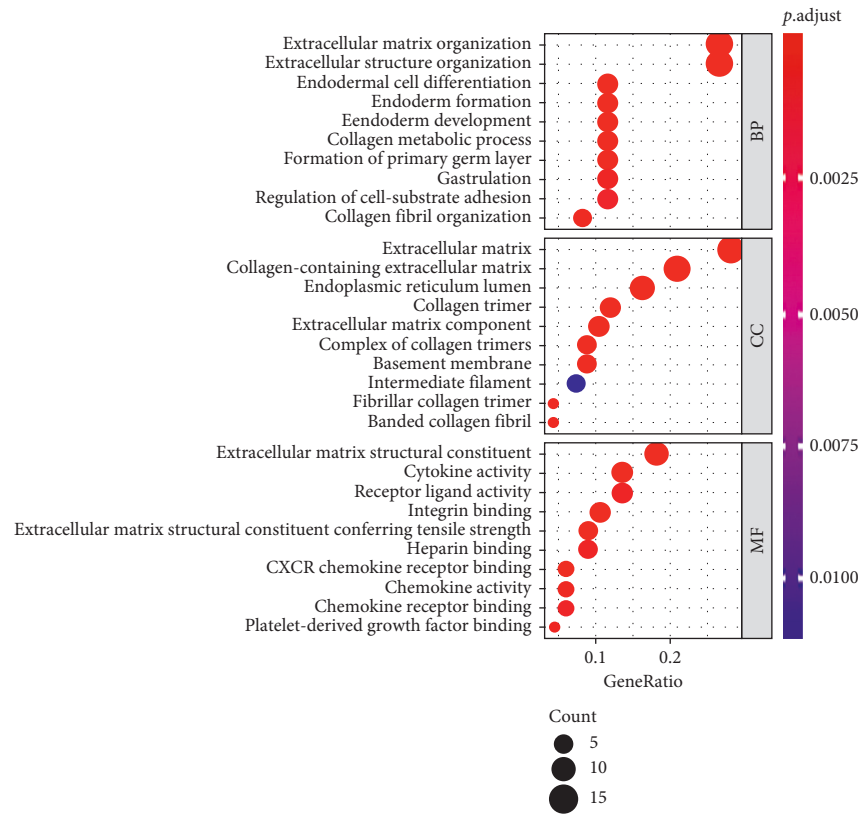 p.adjust
Extracellular matrix organization
Extracellular structure organization
Endodermal cell differentiation
Endoderm formation
Eendoderm development
Collagen metabolic process
Formation of primary germ layer
Gastrulation
Regulation of cell-substrate adhesion
Collagen fibril organization
BP
0.0025
Extracellular matrix
Collagen-containing extracellular matrix
Endoplasmic reticulum lumen
Collagen trimer
Extracellular matrix component
Complex of collagen trimers
Basement membrane
Intermediate filament
Fibrillar collagen trimer
Banded collagen fibril
CC
0.0050
0.0075
Extracellular matrix structural constituent
Cytokine activity
Receptor ligand activity
Integrin binding
Extracellular matrix structural constituent conferring tensile strength
Heparin binding
CXCR chemokine receptor binding
Chemokine activity
Chemokine receptor binding
Platelet-derived growth factor binding
MF
0.0100
0.1 0.2
GeneRatio
Count
5
10
15